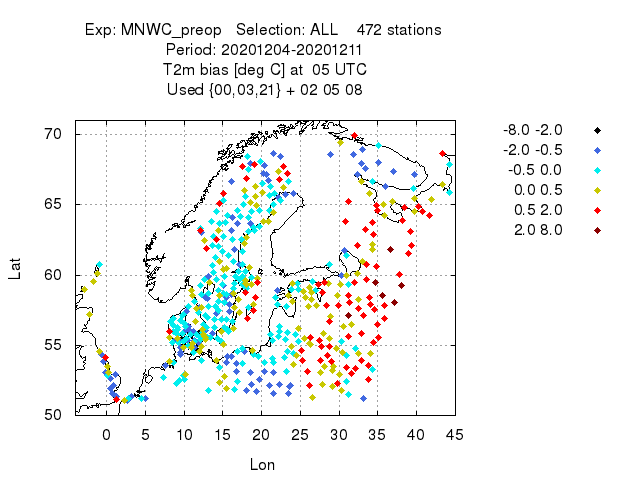 Exp: MNWC_preop Selection: ALL 472 stations
Period: 20201204-20201211
T2m bias [deg C] at 05 UTC
Used {00,03,21} + 02 05 08
70
65
60
55
50
Lat
0 5 10 15 20 25 30 35 40 45
Lon
-8.0 -2.0
-2.0 -0.5
-0.5 0.0
0.0 0.5
0.5 2.0
2.0 8.0